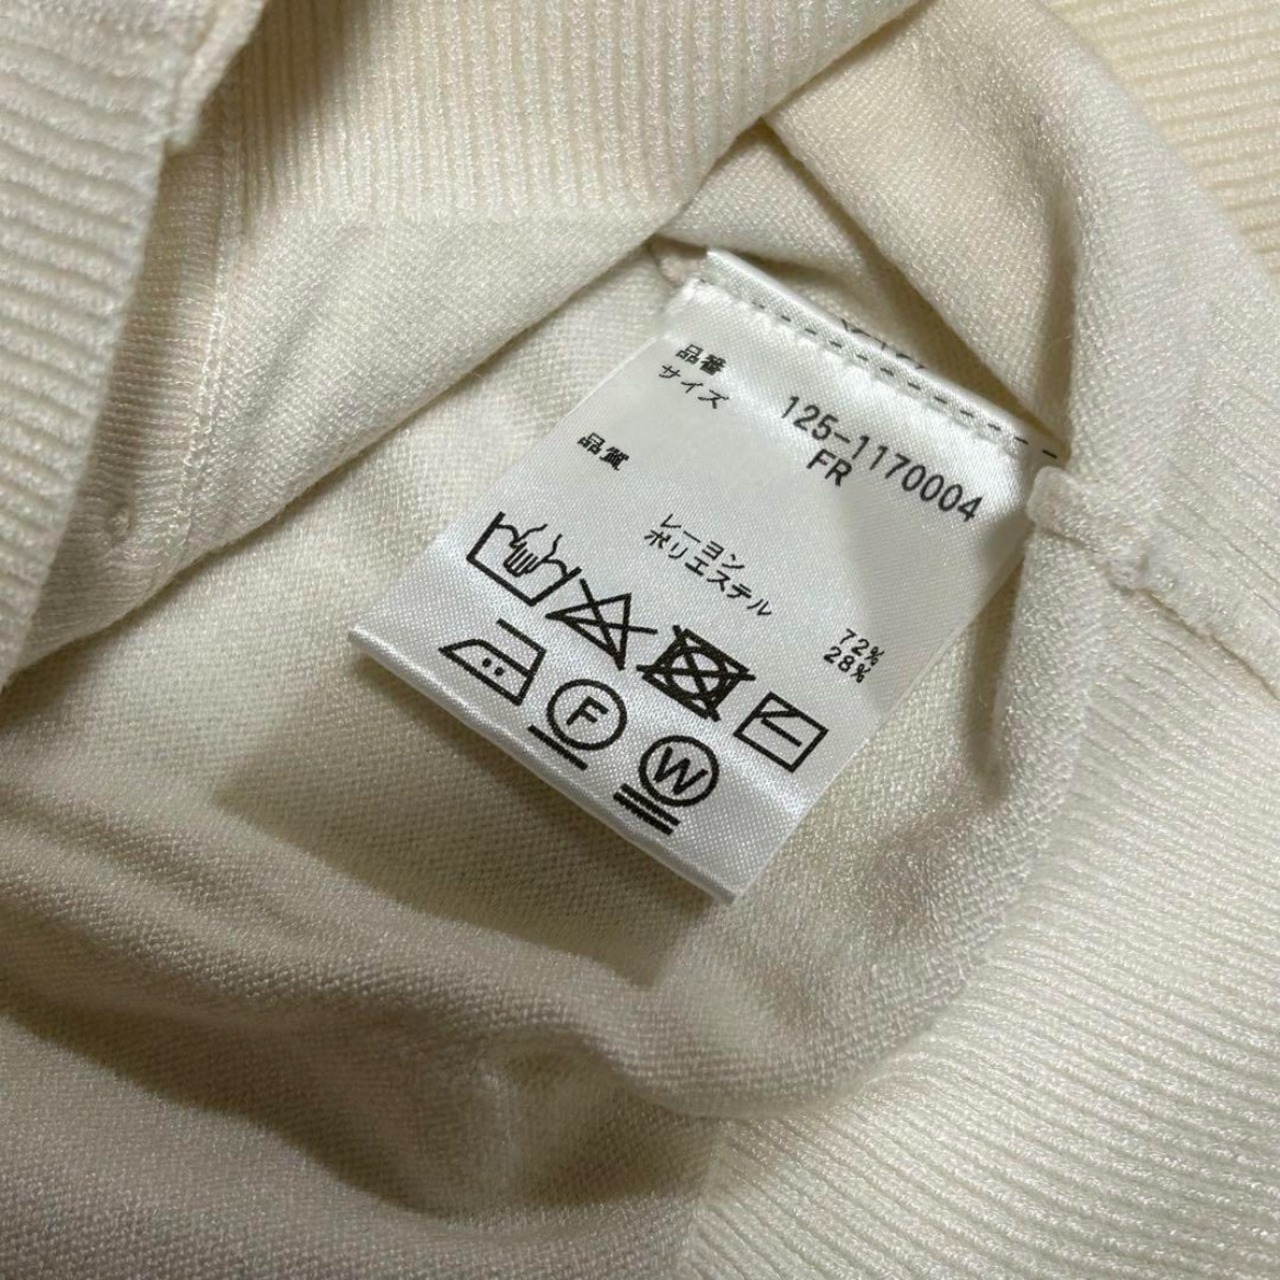 品番 125-1170004
サイズ FR
品質
レーヨン 72%
ポリエステル 28%
F
W